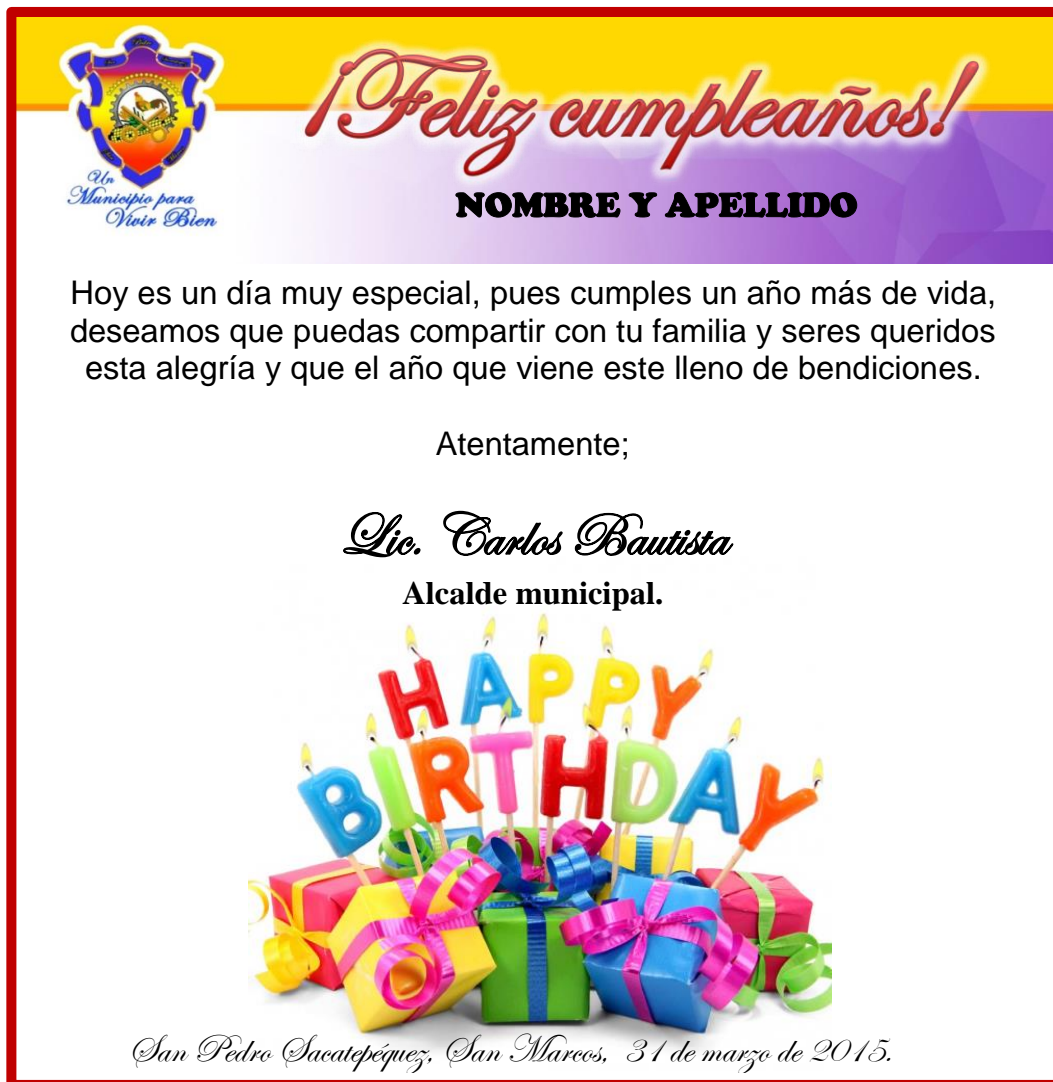 ¡Feliz cumpleaños!
Un
Municipio para
Vivir Bien
NOMBRE Y APELLIDO
Hoy es un día muy especial, pues cumples un año más de vida,
deseamos que puedas compartir con tu familia y seres queridos
esta alegría y que el año que viene este lleno de bendiciones.
Atentamente;
Lic. Carlos Bautista
Alcalde municipal.
HAPPY
BIRTHDAY
San Pedro Sacatepéquez, San Marcos, 31 de marzo de 2015.